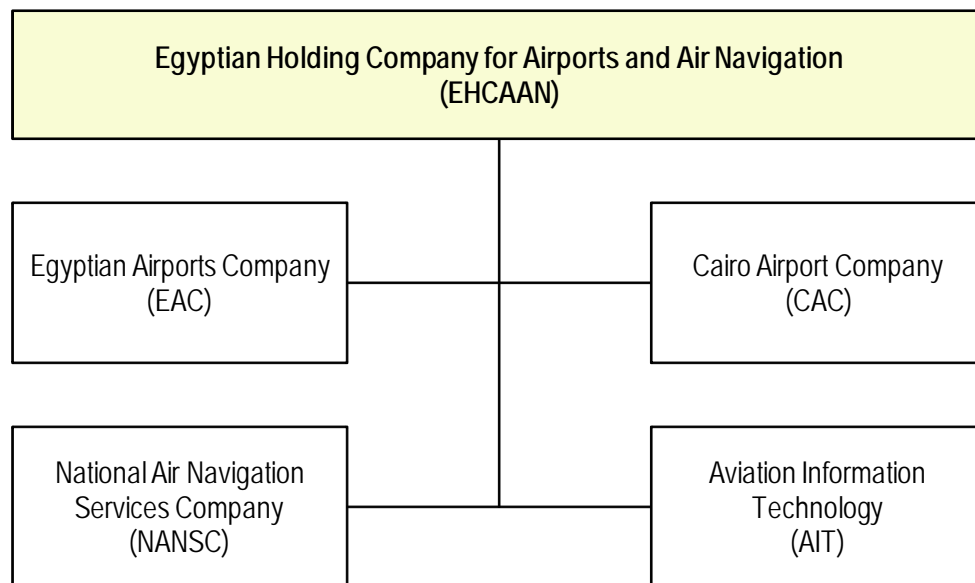 Egyptian Holding Company for Airports and Air Navigation
(EHCAAN)
Egyptian Airports Company
(EAC)
Cairo Airport Company
(CAC)
National Air Navigation
Services Company
(NANSC)
Aviation Information
Technology
(AIT)